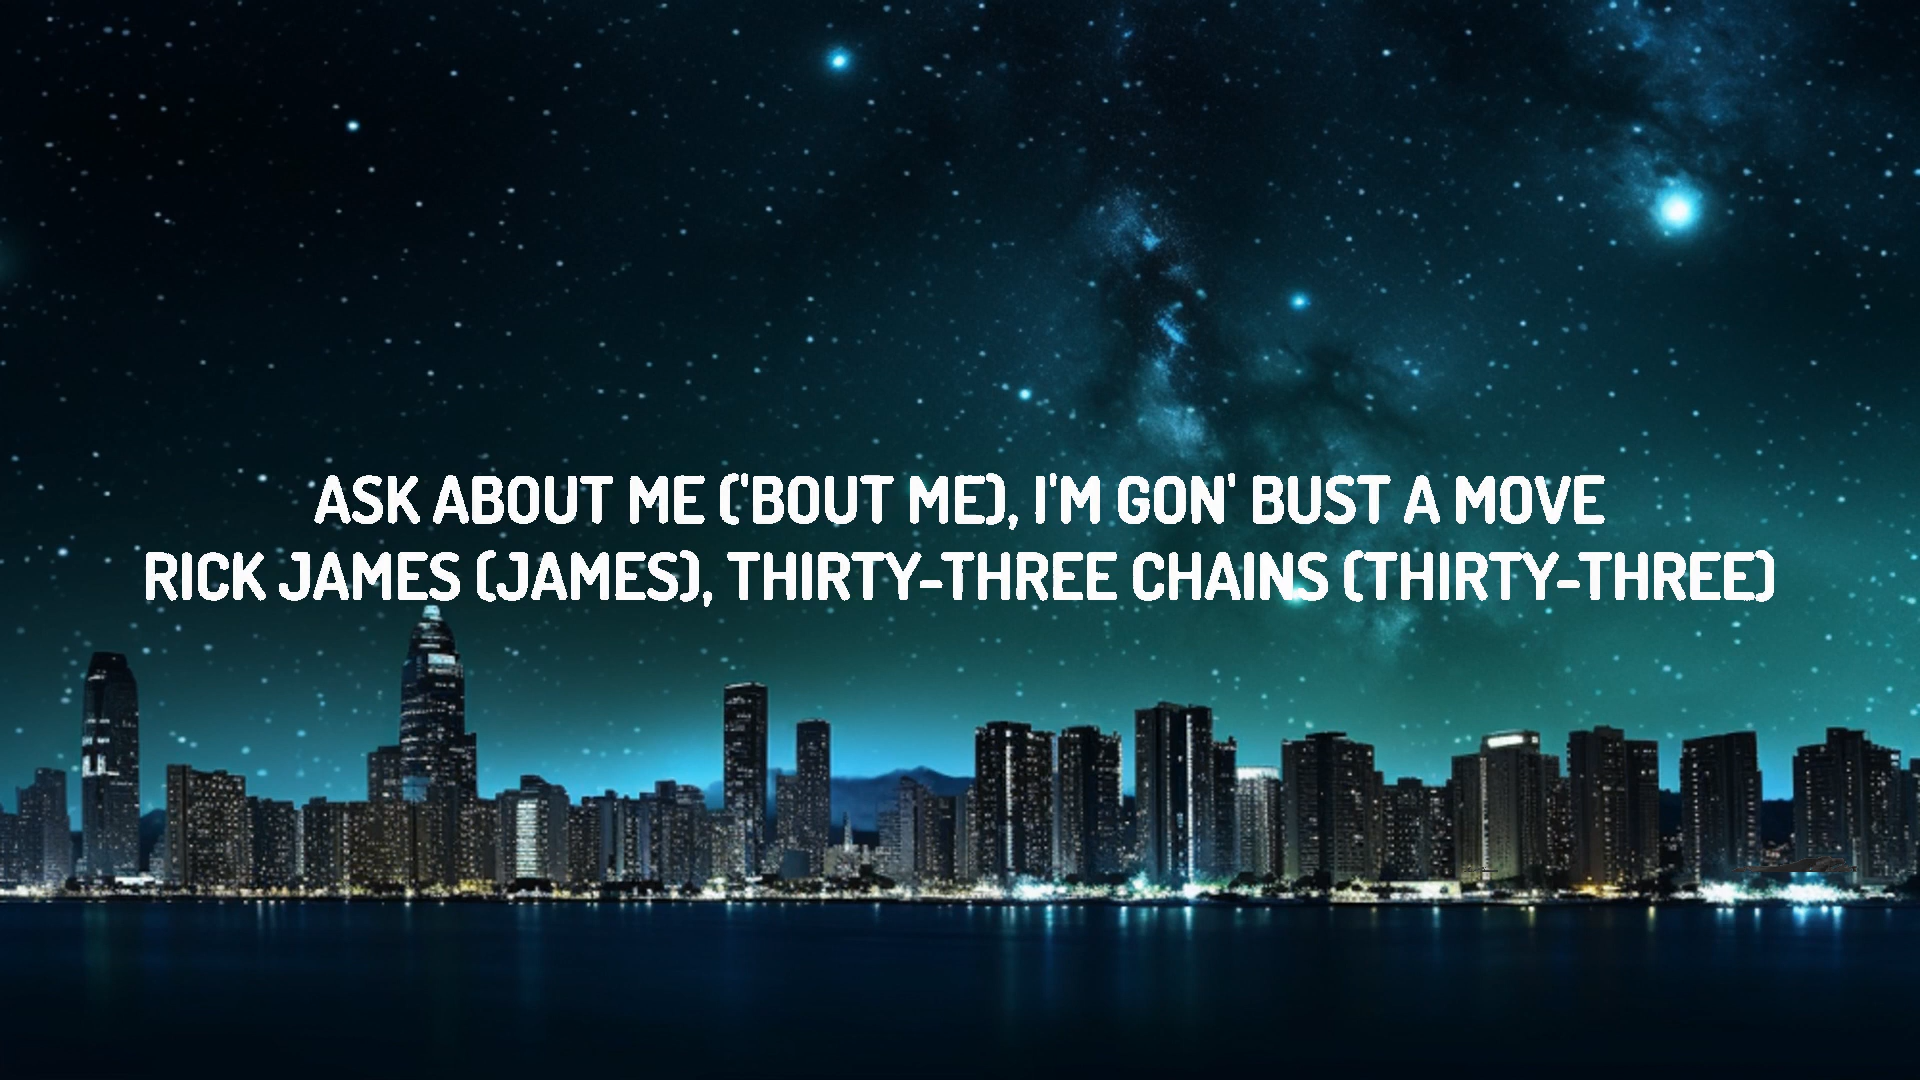 ASK ABOUT ME ('BOUT ME), I'M GON' BUST A MOVE
RICK JAMES (JAMES), THIRTY-THREE CHAINS (THIRTY-THREE)